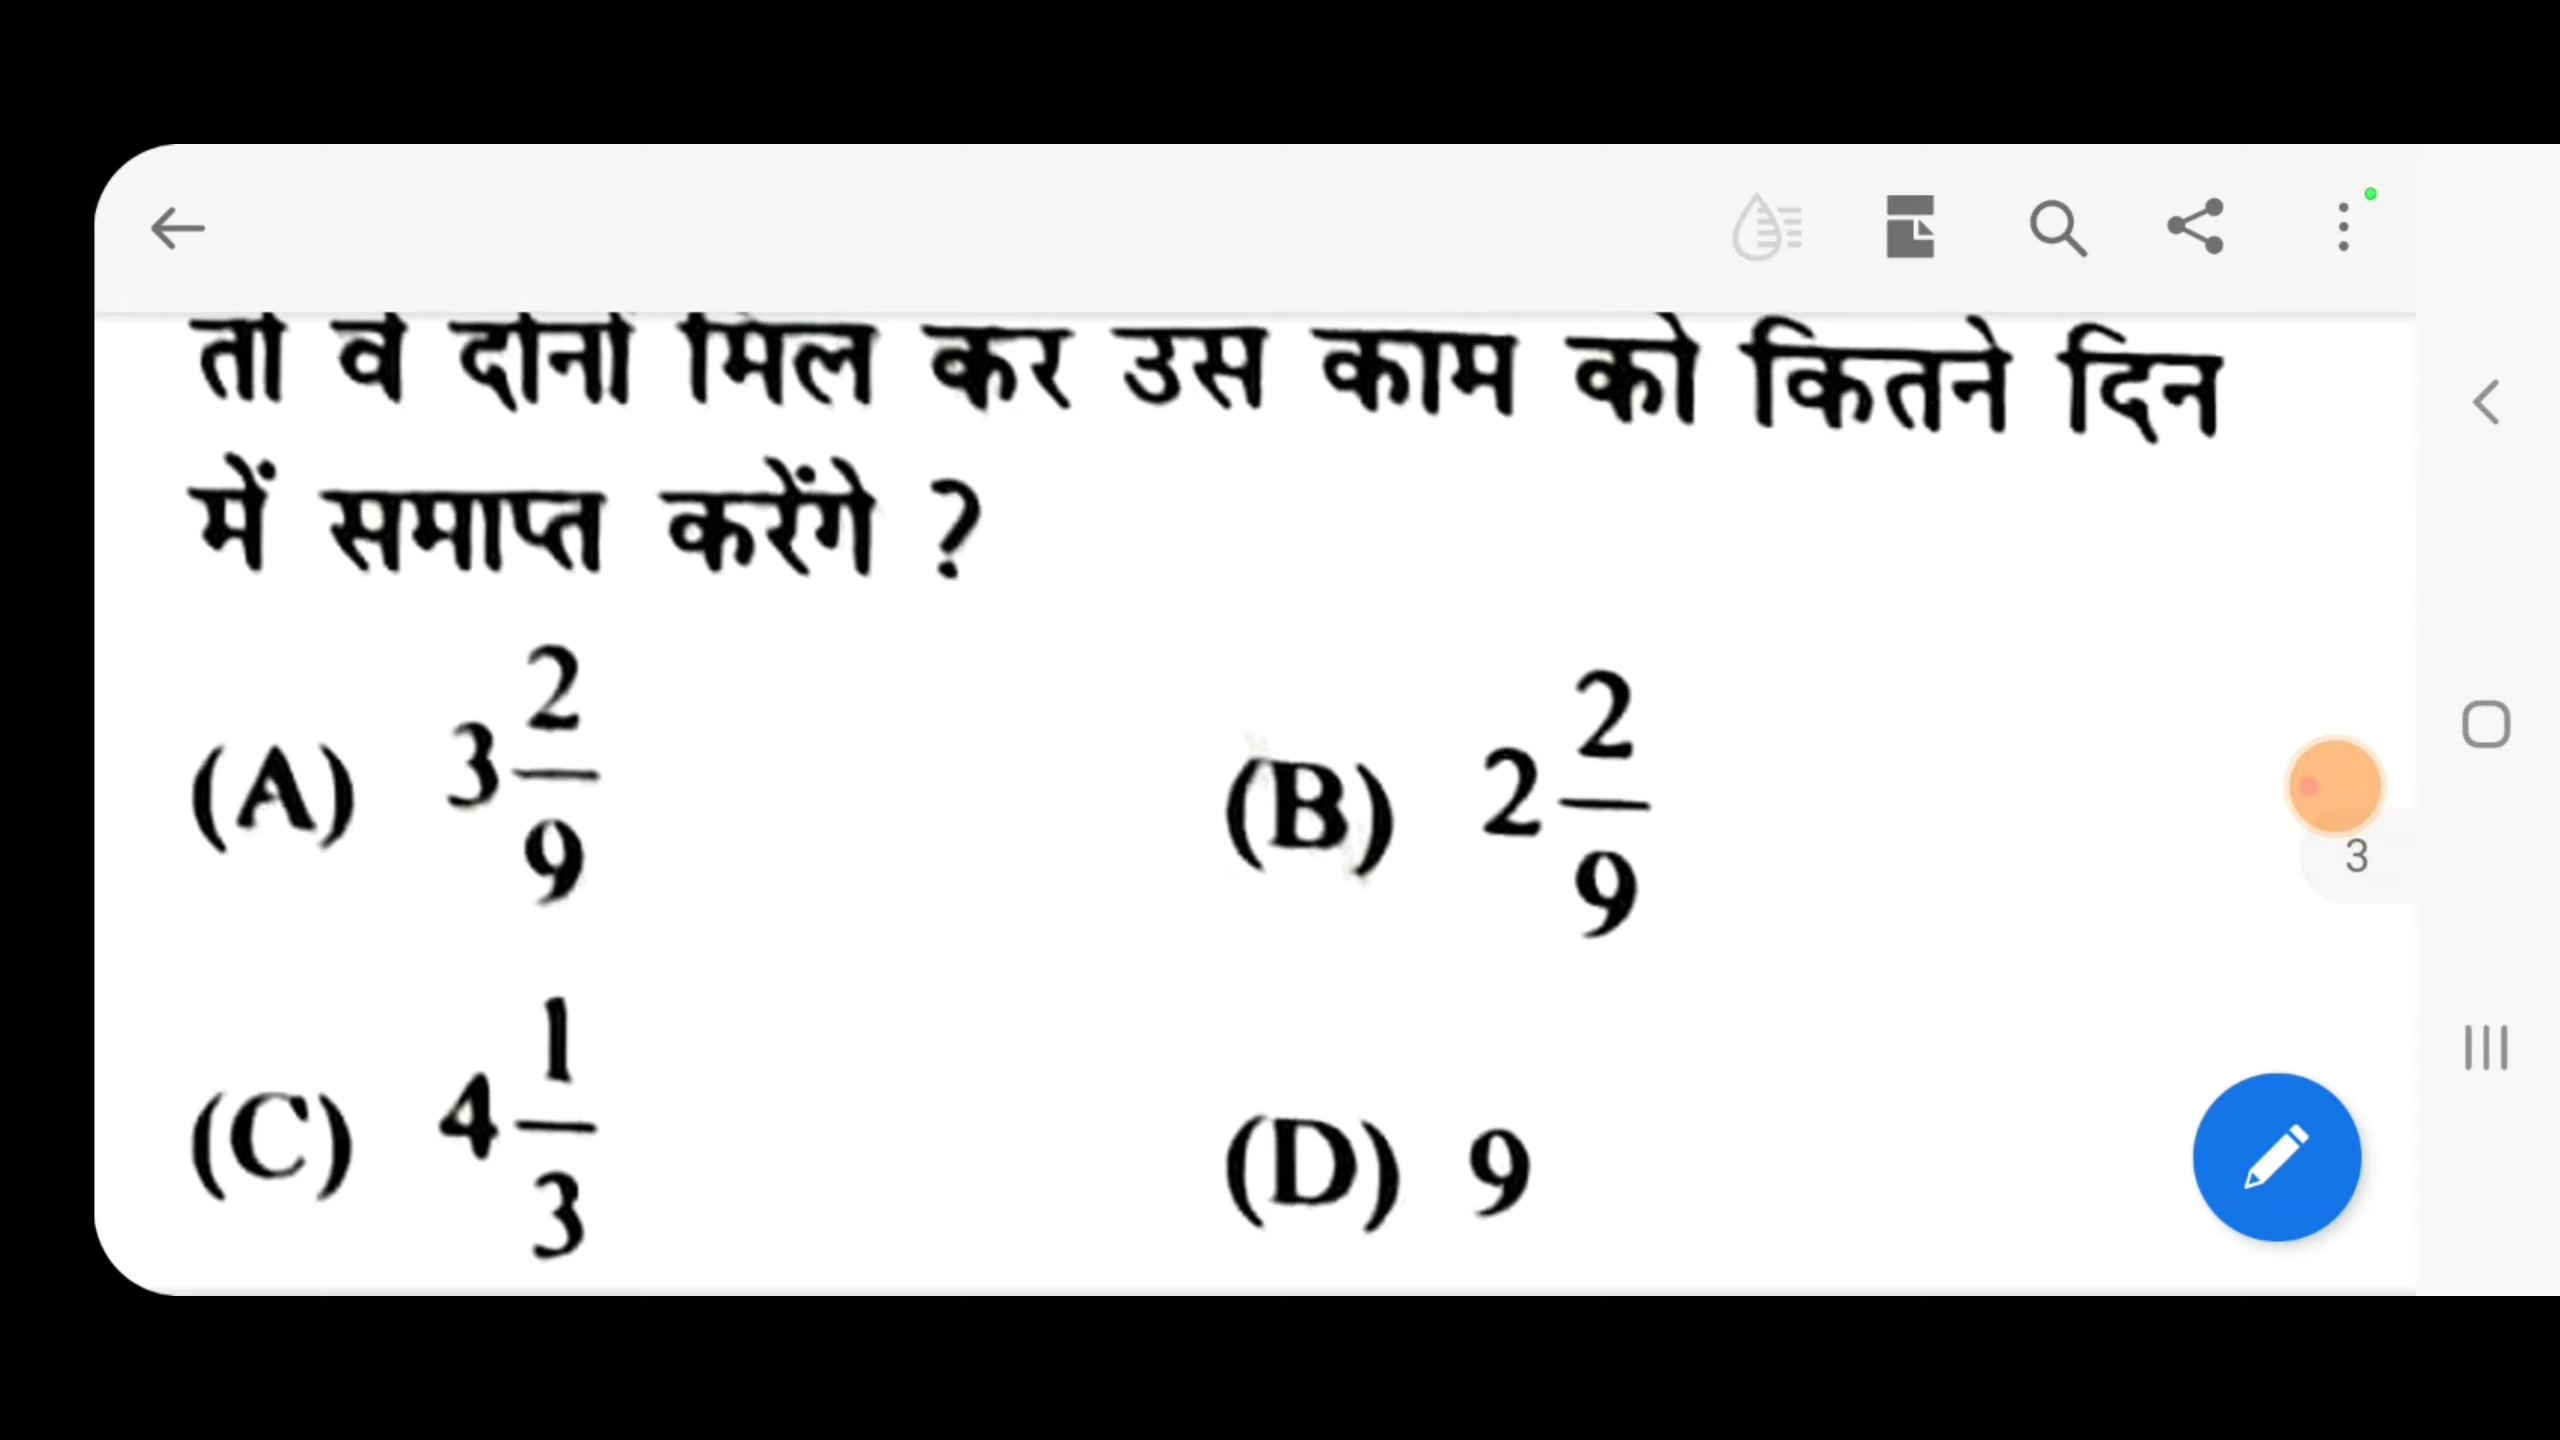 तो वे दोनों मिल कर उस काम को कितने दिन
में समाप्त करेंगे ?
(A) 3 2/9
(B) 2 2/9
3
(C) 4 1/3
(D) 9